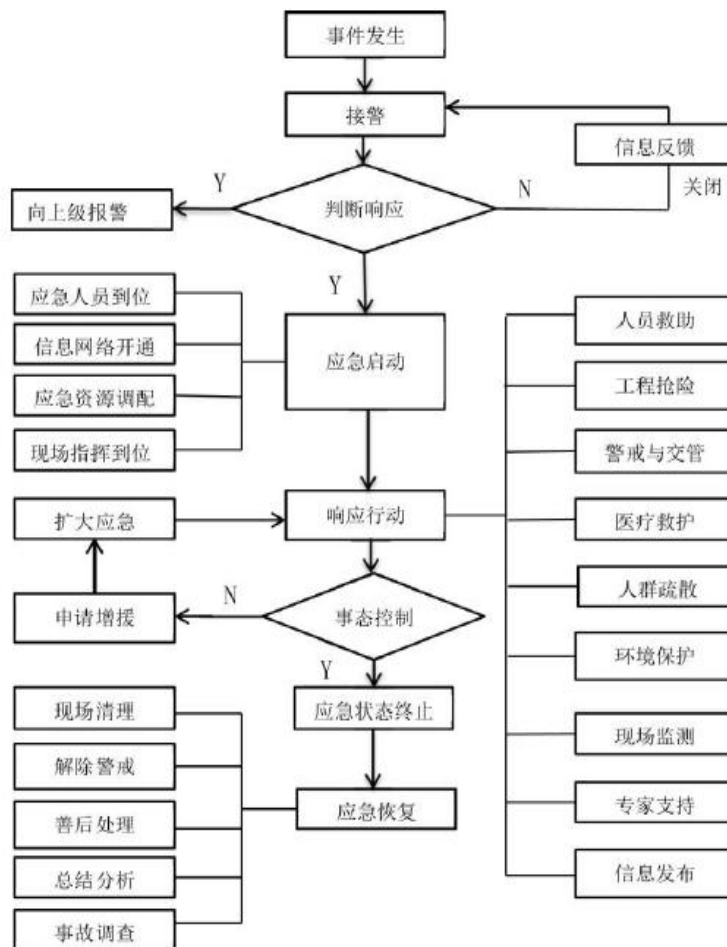 事件发生
接警
信息反馈
关闭
Y
N
向上级报警
判断响应
Y
应急人员到位
信息网络开通
应急资源调配
现场指挥到位
应急启动
人员救助
工程抢险
警戒与交管
医疗救护
人群疏散
环境保护
现场监测
专家支持
信息发布
扩大应急
响应行动
申请增援
N
事态控制
Y
应急状态终止
应急恢复
现场清理
解除警戒
善后处理
总结分析
事故调查